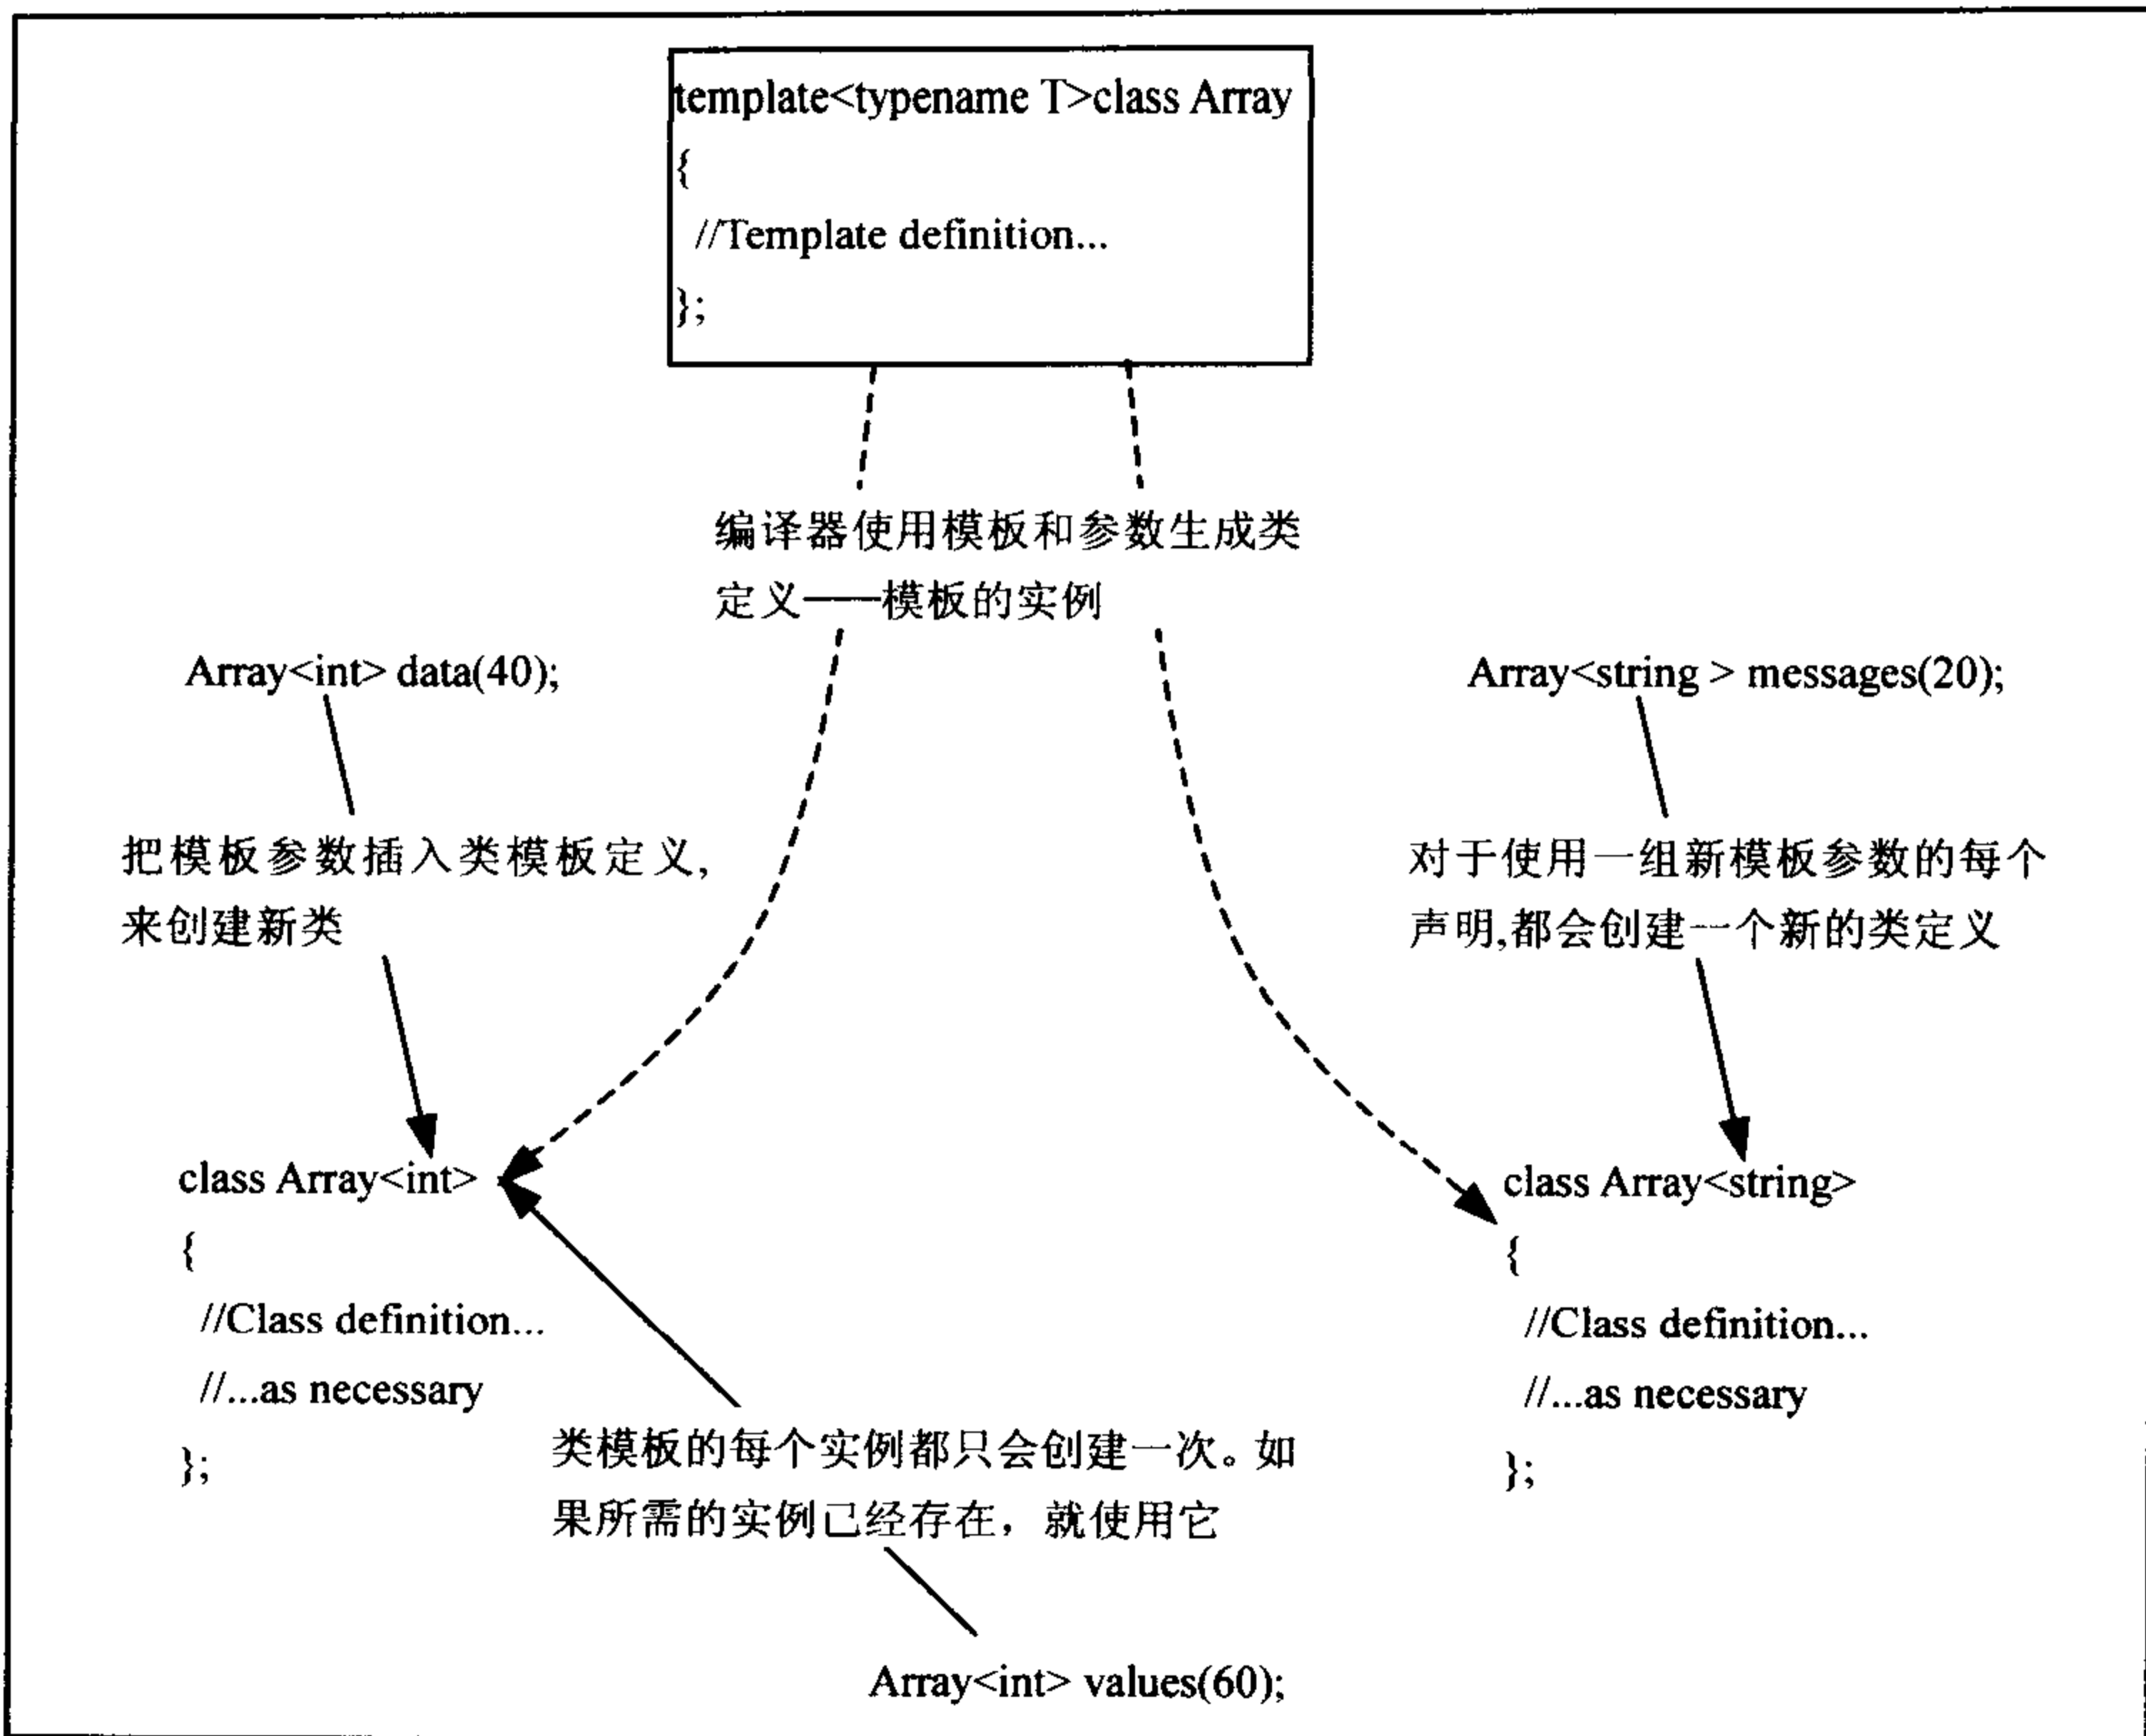 template<typename T>class Array
{
//Template definition...
};
编译器使用模板和参数生成类
定义——模板的实例
Array<int> data(40);
Array<string > messages(20);
把模板参数插入类模板定义,
来创建新类
对于使用一组新模板参数的每个
声明,都会创建一个新的类定义
class Array<int>
{
//Class definition...
//...as necessary
};
class Array<string>
{
//Class definition...
//...as necessary
};
类模板的每个实例都只会创建一次。如
果所需的实例已经存在，就使用它
Array<int> values(60);